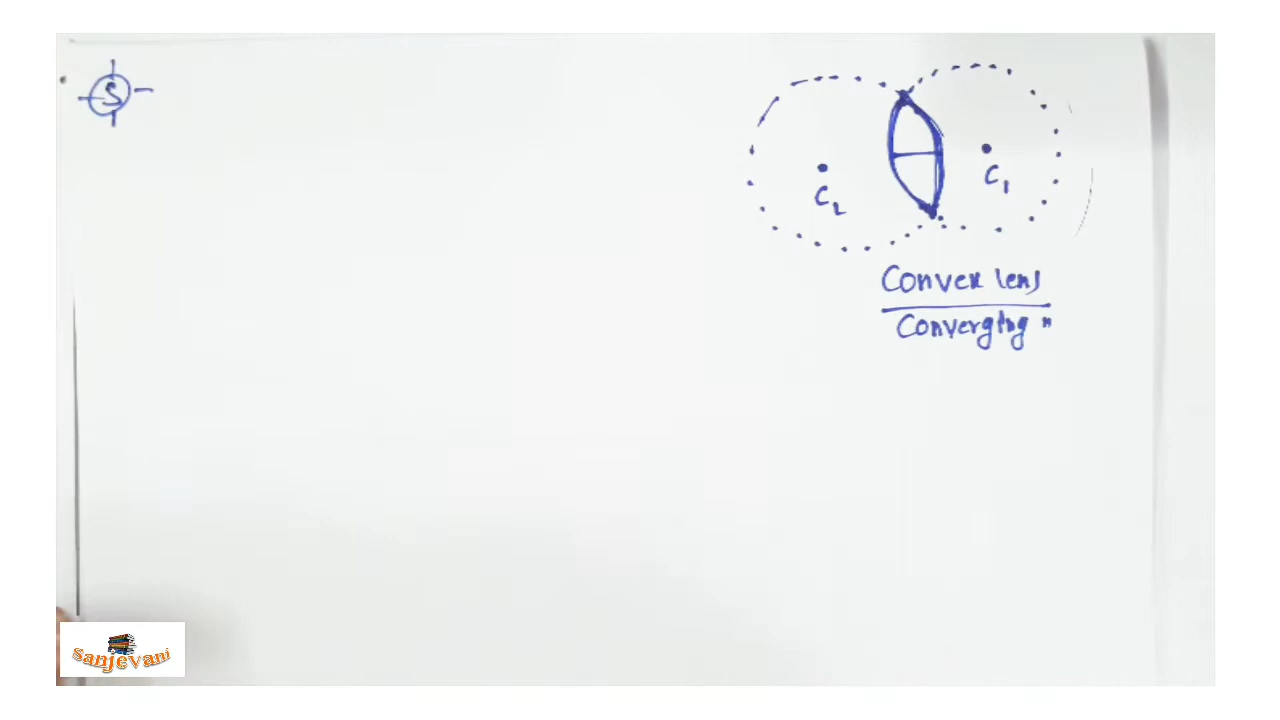 S
C₂
C₁
Convex lens
Converging "
Sanjevani